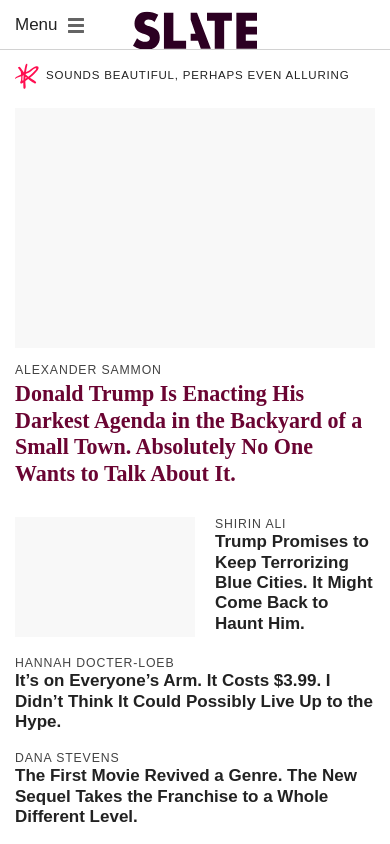 Menu
SLATE
SOUNDS BEAUTIFUL, PERHAPS EVEN ALLURING
ALEXANDER SAMMON
Donald Trump Is Enacting His
Darkest Agenda in the Backyard of a
Small Town. Absolutely No One
Wants to Talk About It.
SHIRIN ALI
Trump Promises to
Keep Terrorizing
Blue Cities. It Might
Come Back to
Haunt Him.
HANNAH DOCTER-LOEB
It’s on Everyone’s Arm. It Costs $3.99. I
Didn’t Think It Could Possibly Live Up to the
Hype.
DANA STEVENS
The First Movie Revived a Genre. The New
Sequel Takes the Franchise to a Whole
Different Level.